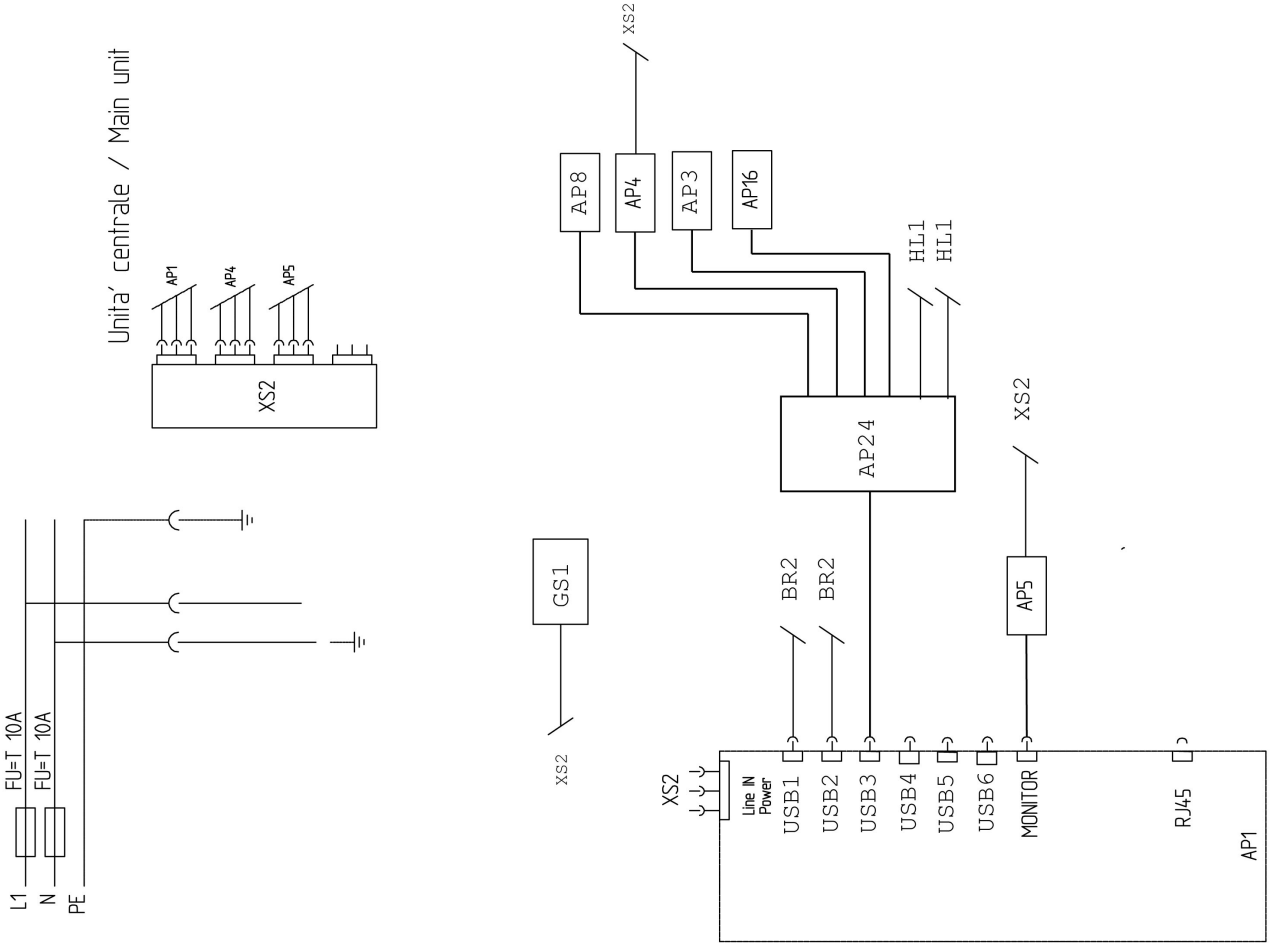 Unita' centrale / Main unit
L1
N
PE
FU=T 10A
FU=T 10A
XS2
AP1
AP4
AP5
XS2
GS1
XS2
AP8
AP4
AP3
AP16
XS2
HL1
HL1
AP24
BR2
BR2
AP5
XS2
XS2
Line IN
Power
USB1
USB2
USB3
USB4
USB5
USB6
MONITOR
RJ45
AP1